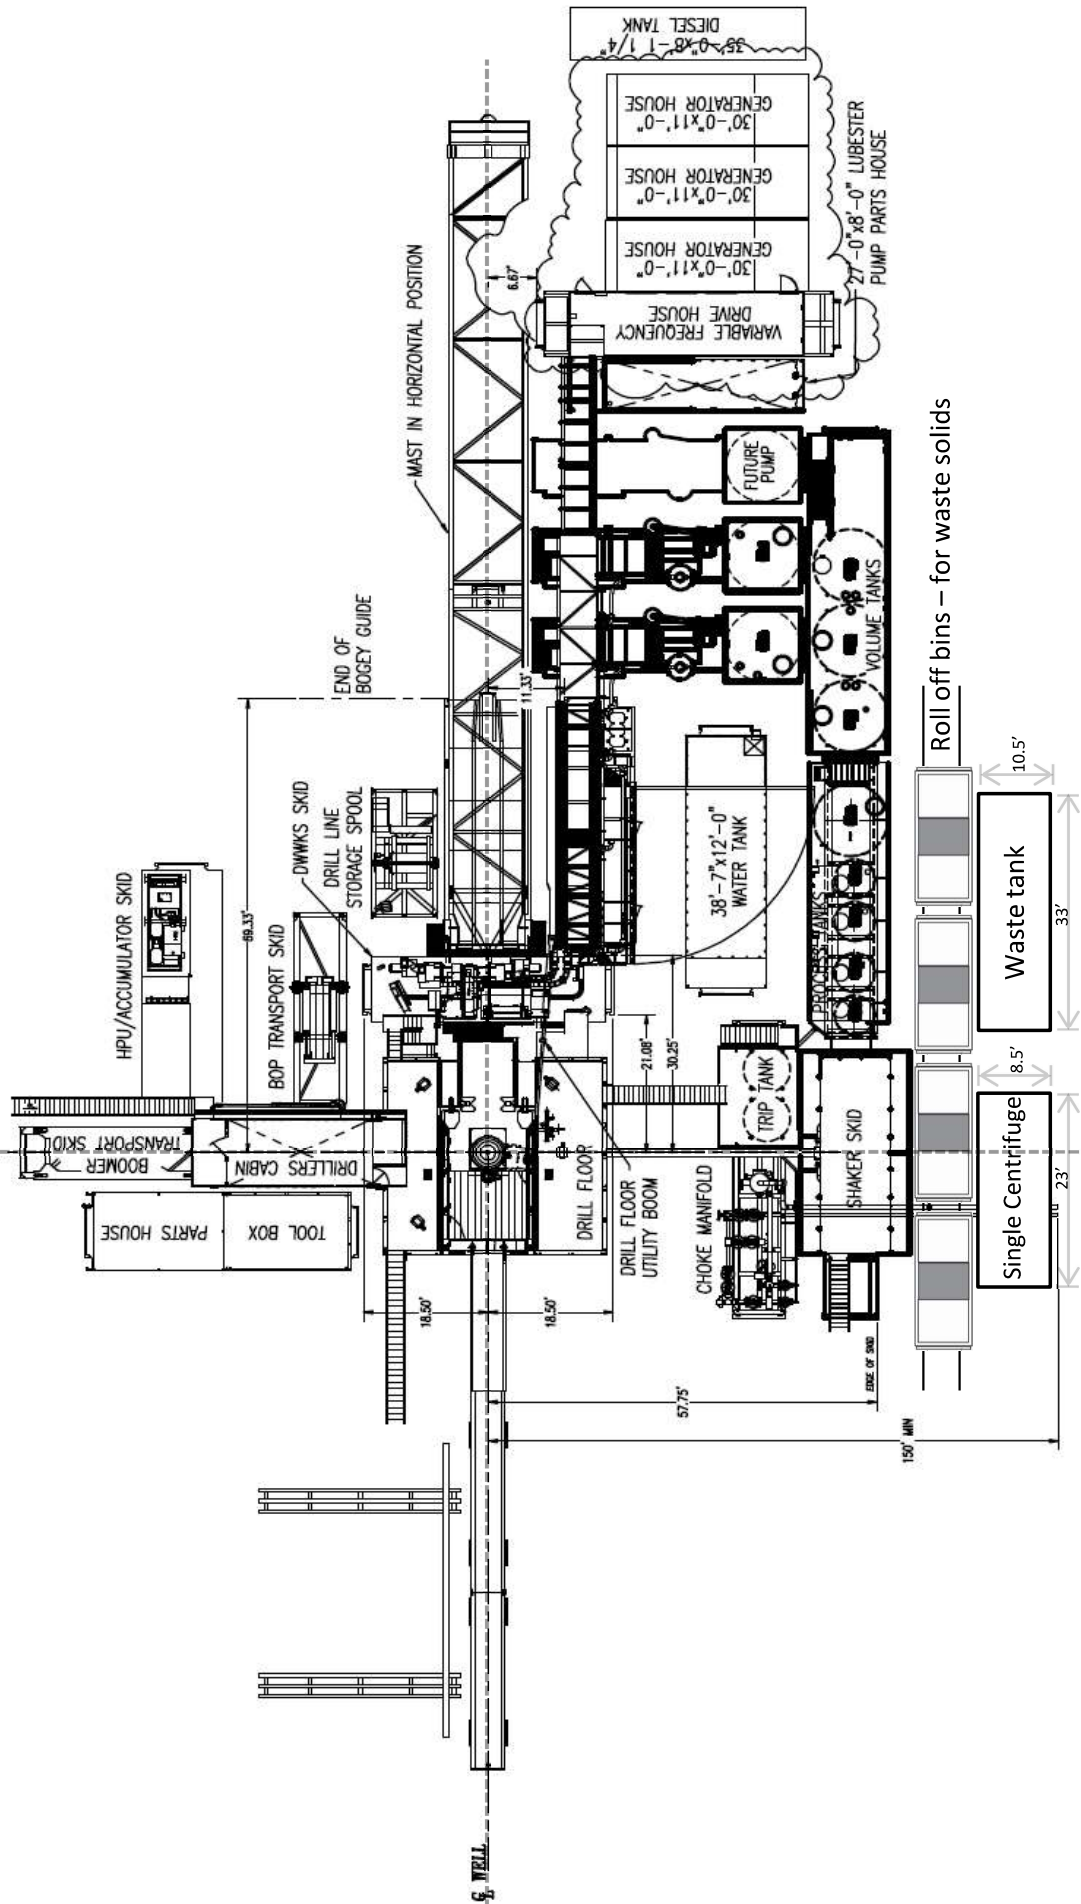 35'-0"x8'-1 1/4"
DIESEL TANK
30'-0"x11'-0"
GENERATOR HOUSE
30'-0"x11'-0"
GENERATOR HOUSE
30'-0"x11'-0"
GENERATOR HOUSE
27'-0"x8'-0" LUBESTER
PUMP PARTS HOUSE
VARIABLE FREQUENCY
DRIVE HOUSE
6.67'
MAST IN HORIZONTAL POSITION
FUTURE
PUMP
VOLUME TANKS
Roll off bins – for waste solids
END OF
BOGEY GUIDE
11.33'
69.33'
DWWKS SKID
DRILL LINE
STORAGE SPOOL
HPU/ACCUMULATOR SKID
BOP TRANSPORT SKID
38'-7"x12'-0"
WATER TANK
PROCESS TANKS
10.5'
Waste tank
33'
21.08'
30.25'
TRIP TANK
8.5'
BOOMER
TRANSPORT SKID
DRILLERS CABIN
PARTS HOUSE
TOOL BOX
DRILL FLOOR
DRILL FLOOR
UTILITY BOOM
CHOKE MANIFOLD
SHAKER SKID
Single Centrifuge
23'
18.50'
18.50'
57.75'
EDGE OF SKID
150' MIN
WELL